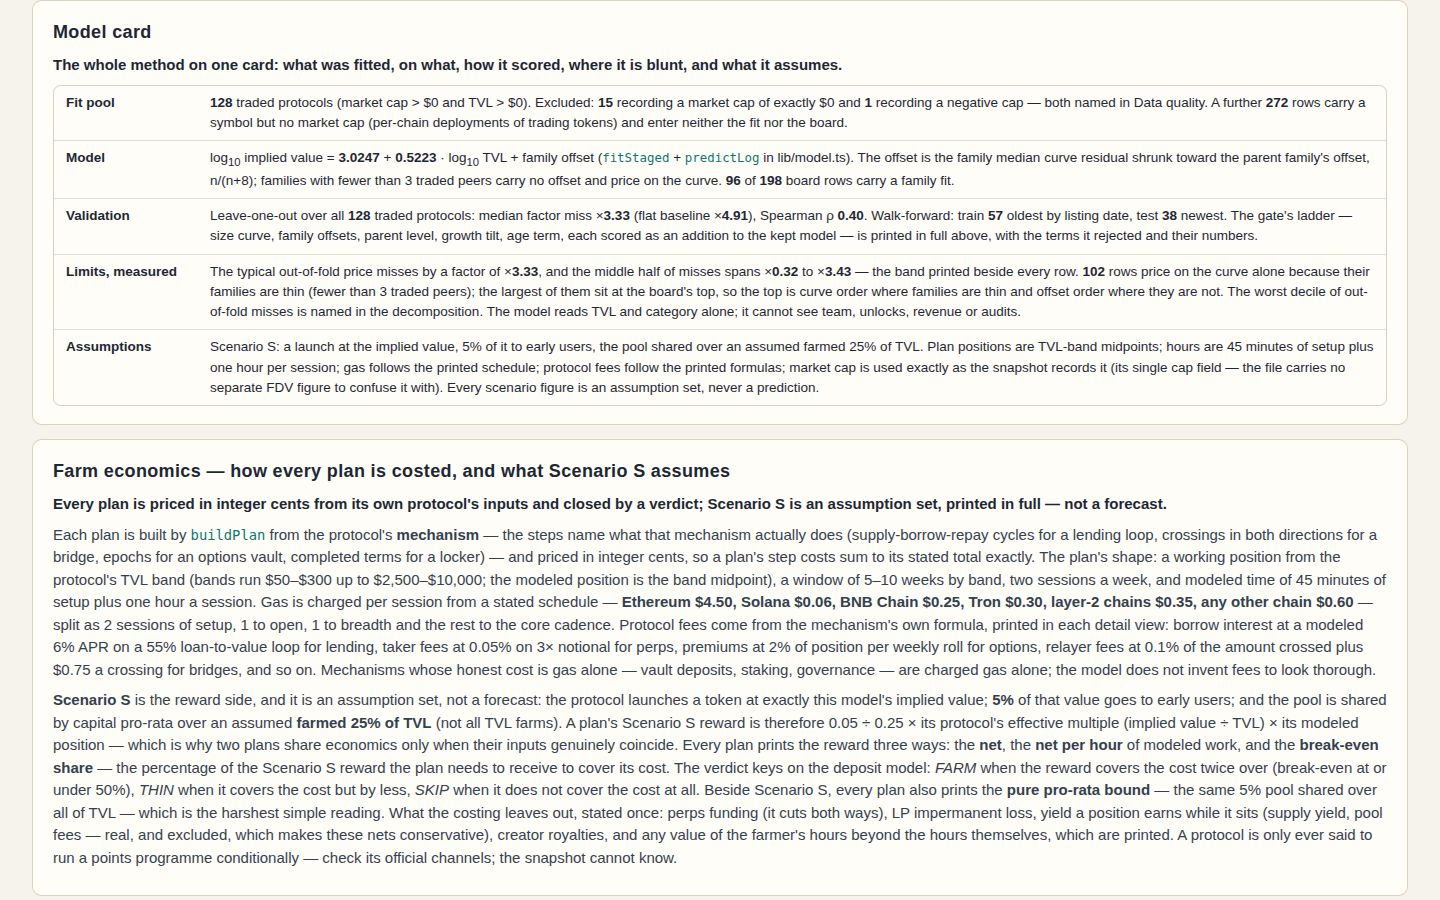 Model card
The whole method on one card: what was fitted, on what, how it scored, where it is blunt, and what it assumes.
Fit pool
128 traded protocols (market cap > $0 and TVL > $0). Excluded: 15 recording a market cap of exactly $0 and 1 recording a negative cap — both named in Data quality. A further 272 rows carry a
symbol but no market cap (per-chain deployments of trading tokens) and enter neither the fit nor the board.
Model
log10 implied value = 3.0247 + 0.5223 · log10 TVL + family offset (fitStaged + predictLog in lib/model.ts). The offset is the family median curve residual shrunk toward the parent family's offset,
n/(n+8); families with fewer than 3 traded peers carry no offset and price on the curve. 96 of 198 board rows carry a family fit.
Validation
Leave-one-out over all 128 traded protocols: median factor miss ×3.33 (flat baseline ×4.91), Spearman ρ 0.40. Walk-forward: train 57 oldest by listing date, test 38 newest. The gate's ladder —
size curve, family offsets, parent level, growth tilt, age term, each scored as an addition to the kept model — is printed in full above, with the terms it rejected and their numbers.
Limits, measured
The typical out-of-fold price misses by a factor of ×3.33, and the middle half of misses spans ×0.32 to ×3.43 — the band printed beside every row. 102 rows price on the curve alone because their
families are thin (fewer than 3 traded peers); the largest of them sit at the board's top, so the top is curve order where families are thin and offset order where they are not. The worst decile of out-
of-fold misses is named in the decomposition. The model reads TVL and category alone; it cannot see team, unlocks, revenue or audits.
Assumptions
Scenario S: a launch at the implied value, 5% of it to early users, the pool shared over an assumed farmed 25% of TVL. Plan positions are TVL-band midpoints; hours are 45 minutes of setup plus
one hour per session; gas follows the printed schedule; protocol fees follow the printed formulas; market cap is used exactly as the snapshot records it (its single cap field — the file carries no
separate FDV figure to confuse it with). Every scenario figure is an assumption set, never a prediction.
Farm economics — how every plan is costed, and what Scenario S assumes
Every plan is priced in integer cents from its own protocol's inputs and closed by a verdict; Scenario S is an assumption set, printed in full — not a forecast.
Each plan is built by buildPlan from the protocol's mechanism — the steps name what that mechanism actually does (supply-borrow-repay cycles for a lending loop, crossings in both directions for a
bridge, epochs for an options vault, completed terms for a locker) — and priced in integer cents, so a plan's step costs sum to its stated total exactly. The plan's shape: a working position from the
protocol's TVL band (bands run $50–$300 up to $2,500–$10,000; the modeled position is the band midpoint), a window of 5–10 weeks by band, two sessions a week, and modeled time of 45 minutes of
setup plus one hour a session. Gas is charged per session from a stated schedule — Ethereum $4.50, Solana $0.06, BNB Chain $0.25, Tron $0.30, layer-2 chains $0.35, any other chain $0.60 —
split as 2 sessions of setup, 1 to open, 1 to breadth and the rest to the core cadence. Protocol fees come from the mechanism's own formula, printed in each detail view: borrow interest at a modeled
6% APR on a 55% loan-to-value loop for lending, taker fees at 0.05% on 3× notional for perps, premiums at 2% of position per weekly roll for options, relayer fees at 0.1% of the amount crossed plus
$0.75 a crossing for bridges, and so on. Mechanisms whose honest cost is gas alone — vault deposits, staking, governance — are charged gas alone; the model does not invent fees to look thorough.
Scenario S is the reward side, and it is an assumption set, not a forecast: the protocol launches a token at exactly this model's implied value; 5% of that value goes to early users; and the pool is shared
by capital pro-rata over an assumed farmed 25% of TVL (not all TVL farms). A plan's Scenario S reward is therefore 0.05 ÷ 0.25 × its protocol's effective multiple (implied value ÷ TVL) × its modeled
position — which is why two plans share economics only when their inputs genuinely coincide. Every plan prints the reward three ways: the net, the net per hour of modeled work, and the break-even
share — the percentage of the Scenario S reward the plan needs to receive to cover its cost. The verdict keys on the deposit model: FARM when the reward covers the cost twice over (break-even at or
under 50%), THIN when it covers the cost but by less, SKIP when it does not cover the cost at all. Beside Scenario S, every plan also prints the pure pro-rata bound — the same 5% pool shared over
all of TVL — which is the harshest simple reading. What the costing leaves out, stated once: perps funding (it cuts both ways), LP impermanent loss, yield a position earns while it sits (supply yield, pool
fees — real, and excluded, which makes these nets conservative), creator royalties, and any value of the farmer's hours beyond the hours themselves, which are printed. A protocol is only ever said to
run a points programme conditionally — check its official channels; the snapshot cannot know.